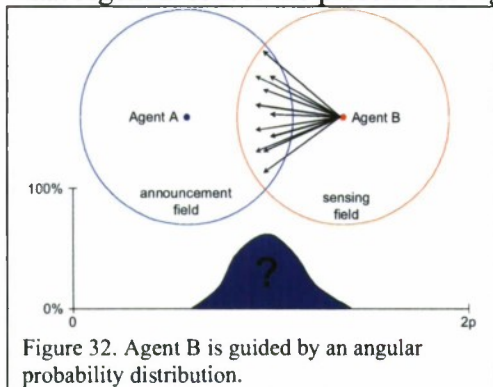 Agent A
Agent B
announcement
field
sensing
field
100%
?
0%
0
2p
Figure 32. Agent B is guided by an angular
probability distribution.